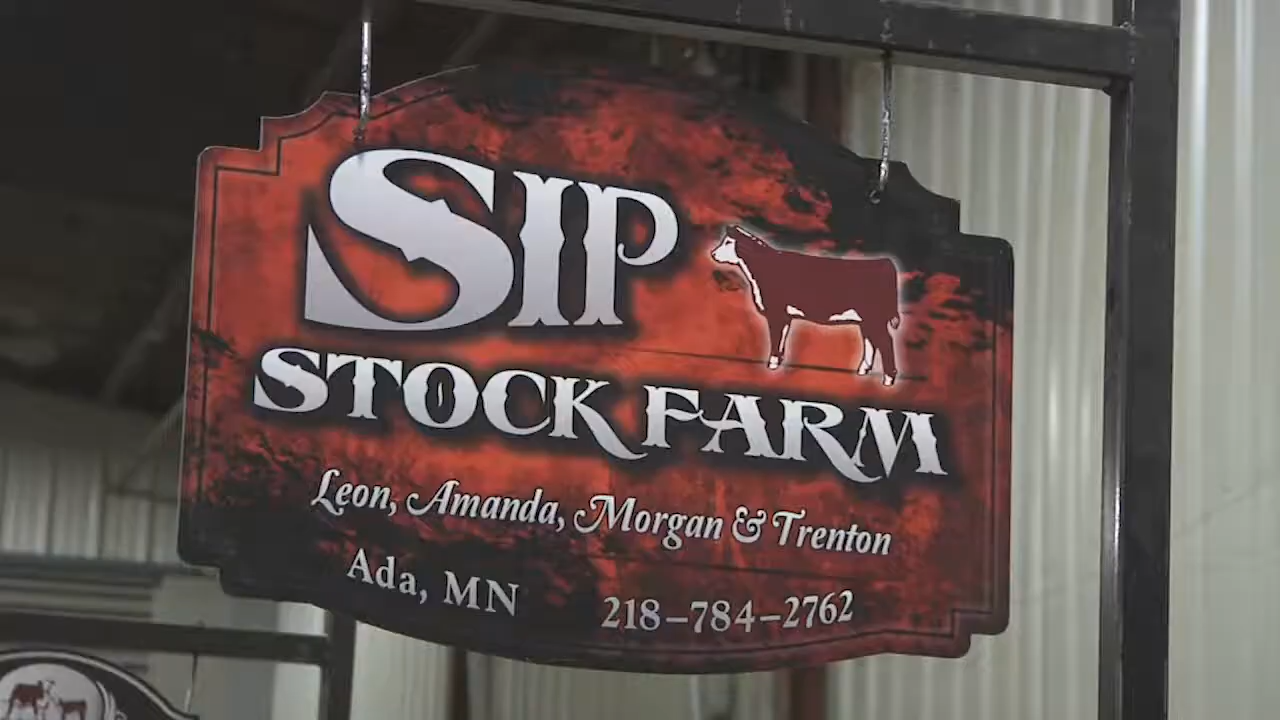 SIP
STOCK FARM
Leon, Amanda, Morgan & Trenton
Ada, MN 218-784-2762